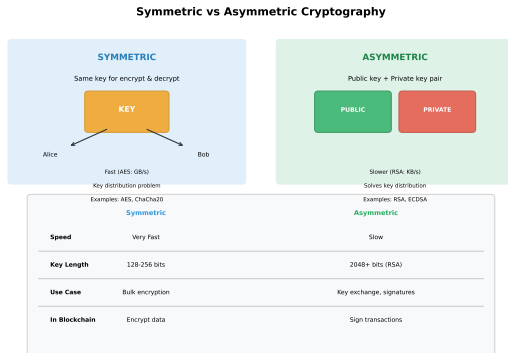 Symmetric vs Asymmetric Cryptography
SYMMETRIC
Same key for encrypt & decrypt
KEY
Alice
Bob
Fast (AES: GB/s)
Key distribution problem
Examples: AES, ChaCha20
ASYMMETRIC
Public key + Private key pair
PUBLIC
PRIVATE
Slower (RSA: KB/s)
Solves key distribution
Examples: RSA, ECDSA
Symmetric Asymmetric
Speed Very Fast Slow
Key Length 128-256 bits 2048+ bits (RSA)
Use Case Bulk encryption Key exchange, signatures
In Blockchain Encrypt data Sign transactions